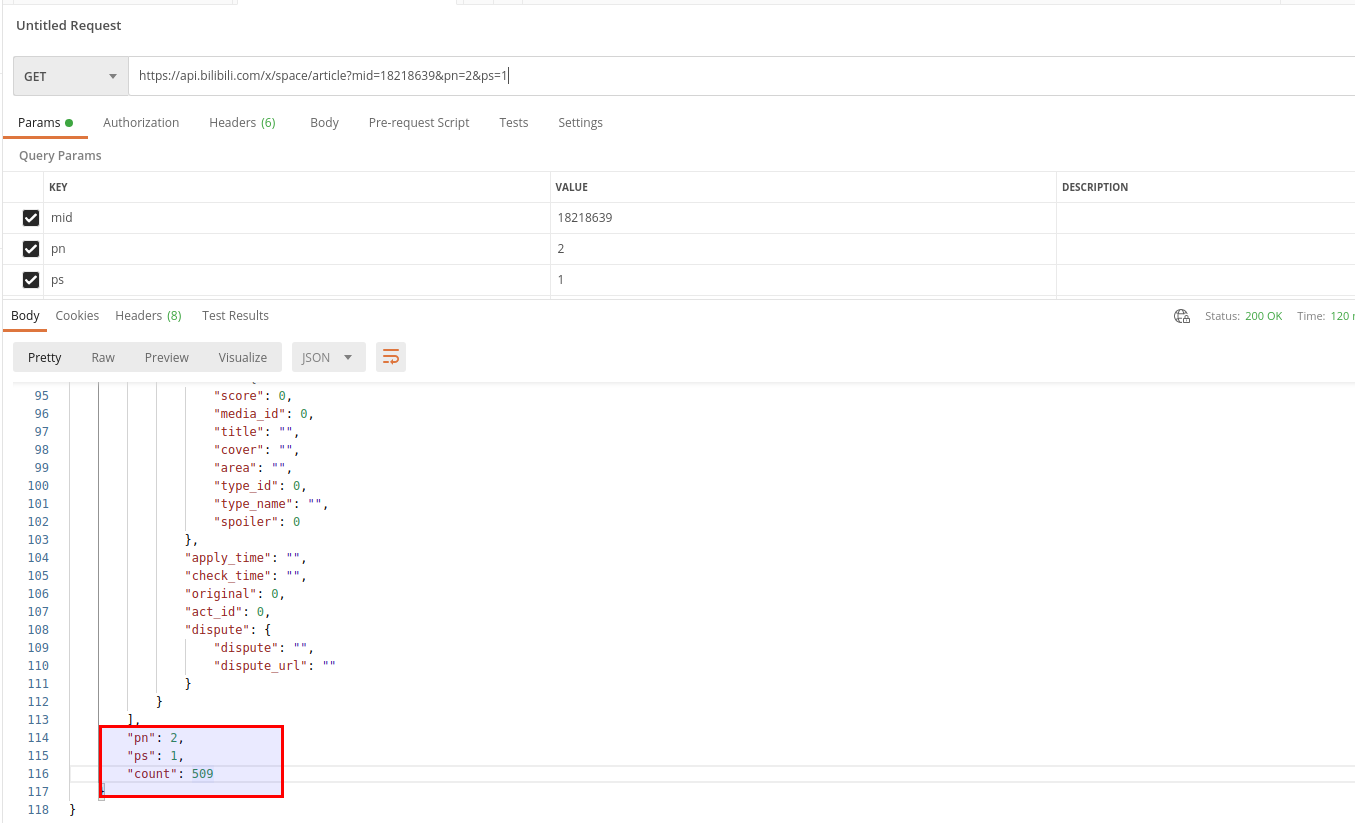 Untitled Request
GET https://api.bilibili.com/x/space/article?mid=18218639&pn=2&ps=1
Params Authorization Headers (6) Body Pre-request Script Tests Settings
Query Params
KEY VALUE DESCRIPTION
mid 18218639
pn 2
ps 1
Body Cookies Headers (8) Test Results Status: 200 OK Time: 120
Pretty Raw Preview Visualize JSON
95 "score": 0,
96 "media_id": 0,
97 "title": "",
98 "cover": "",
99 "area": "",
100 "type_id": 0,
101 "type_name": "",
102 "spoiler": 0
103 },
104 "apply_time": "",
105 "check_time": "",
106 "original": 0,
107 "act_id": 0,
108 "dispute": {
109 "dispute": "",
110 "dispute_url": ""
111 }
112 }
113 ],
114 "pn": 2,
115 "ps": 1,
116 "count": 509
117 }
118 }